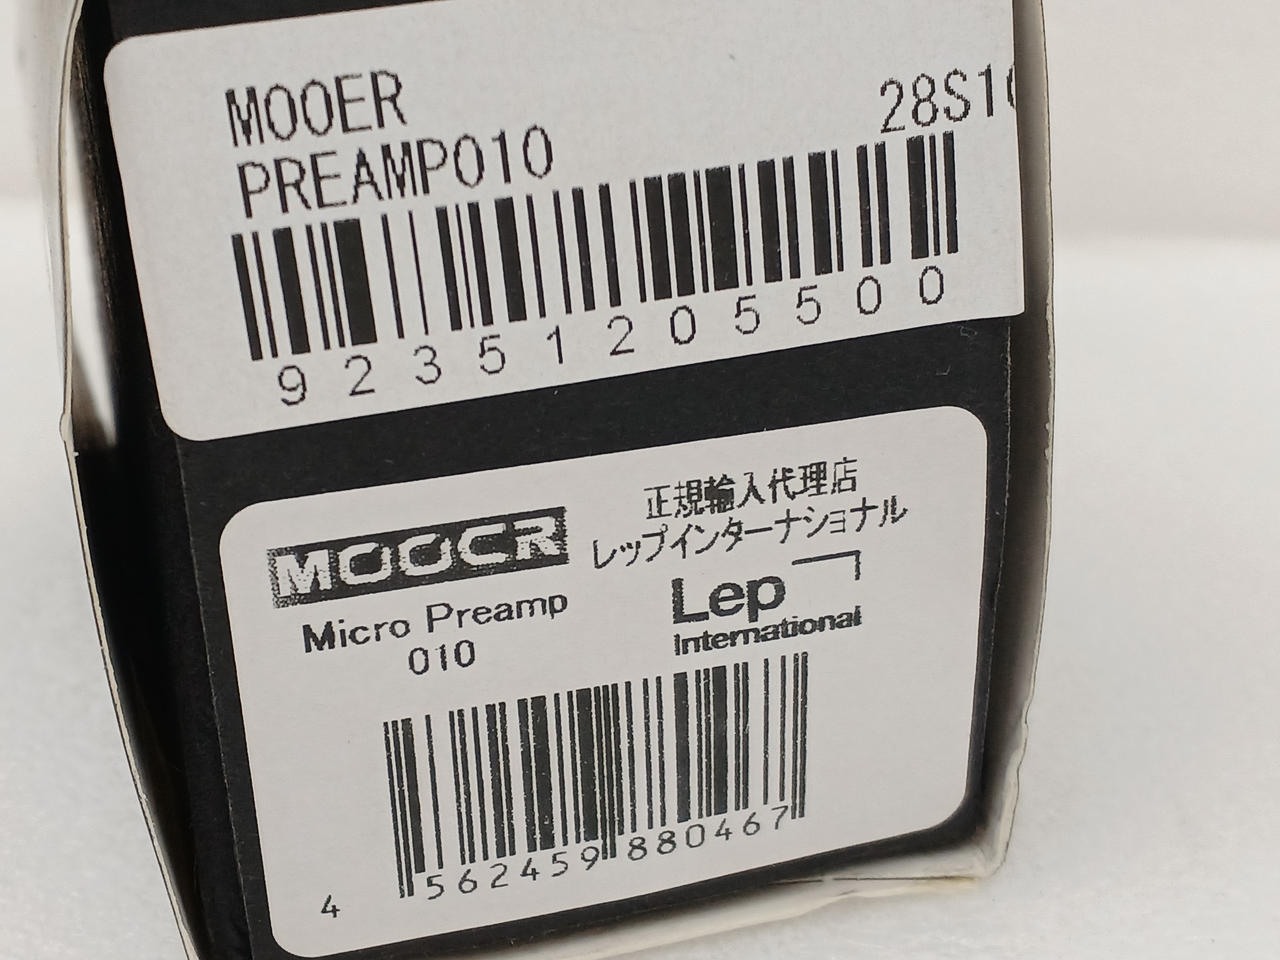 MOOER
PREAMP010
28S1
92351205500
MOOER
Micro Preamp
010
正規輸入代理店
レップインターナショナル
Lep
International
4 562459 880467